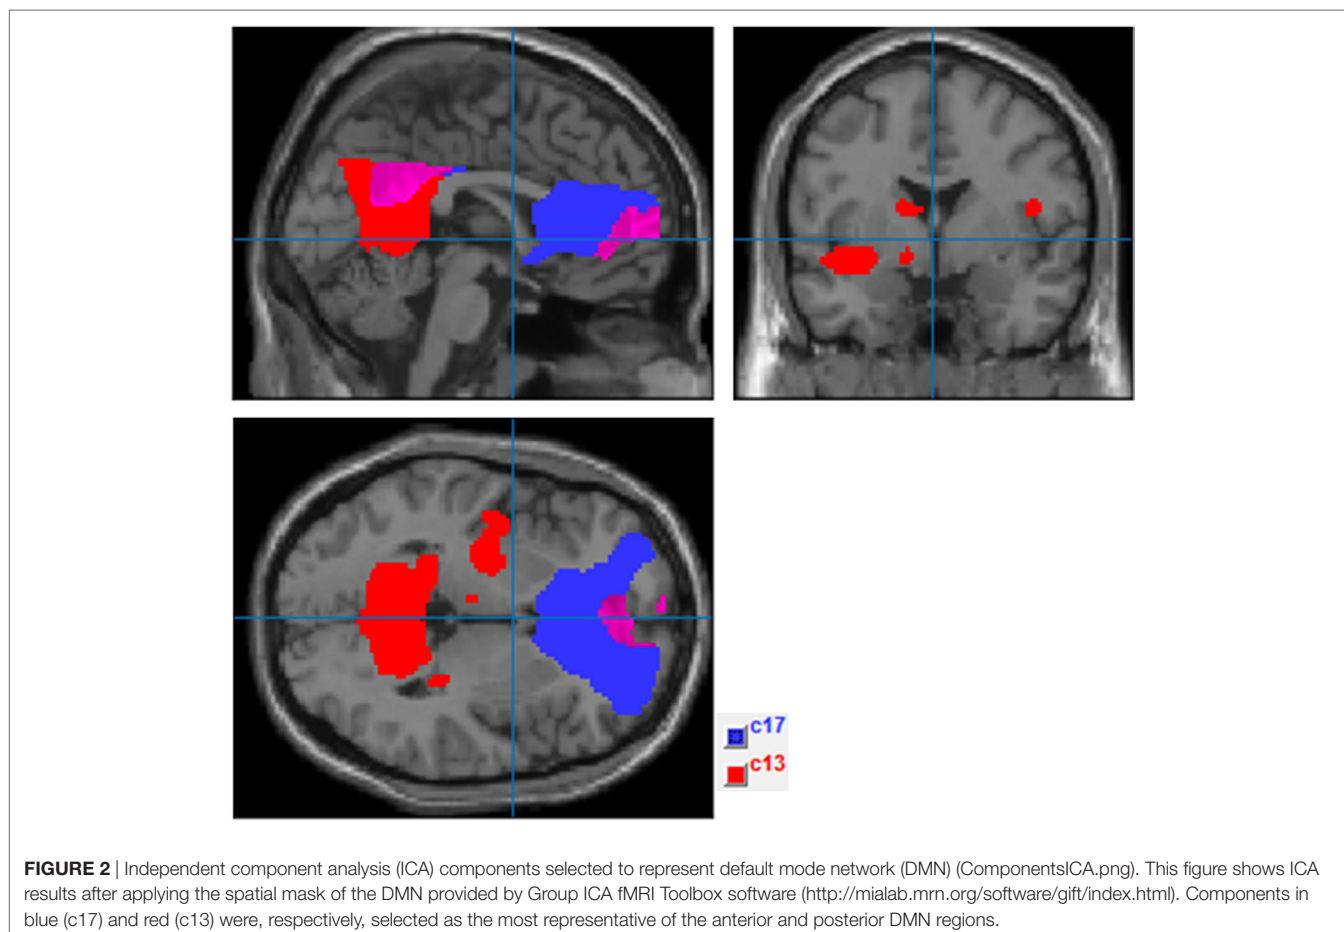 c17
c13
FIGURE 2 | Independent component analysis (ICA) components selected to represent default mode network (DMN) (ComponentsICA.png). This figure shows ICA
results after applying the spatial mask of the DMN provided by Group ICA fMRI Toolbox software (http://mialab.mrn.org/software/gift/index.html). Components in
blue (c17) and red (c13) were, respectively, selected as the most representative of the anterior and posterior DMN regions.